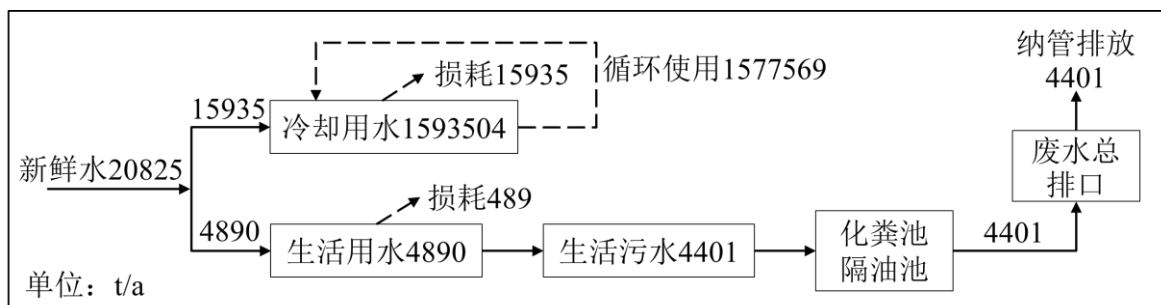 纳管排放
4401
循环使用1577569
损耗15935
15935
冷却用水1593504
废水总
排口
新鲜水20825
损耗489
4890
生活用水4890
生活污水4401
化粪池
隔油池
4401
单位：t/a